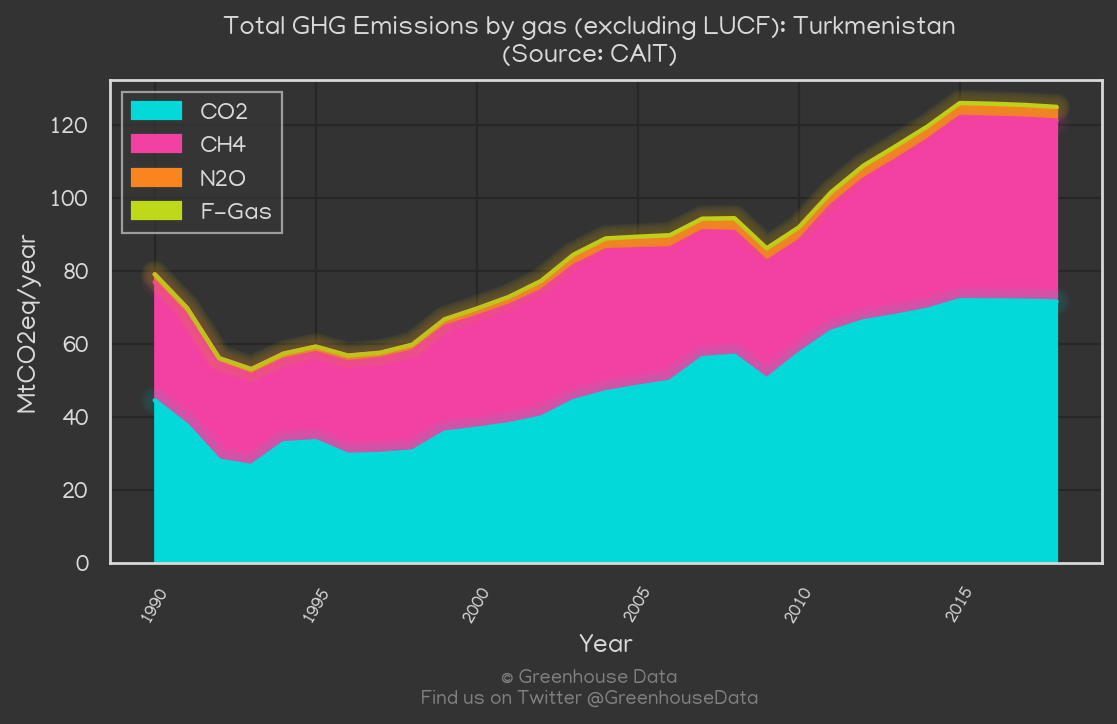 Total GHG Emissions by gas (excluding LUCF): Turkmenistan
(Source: CAIT)
CO2
CH4
N2O
F-Gas
MtCO2eq/year
120
100
80
60
40
20
0
1990
1995
2000
2005
2010
2015
Year
© Greenhouse Data
Find us on Twitter @GreenhouseData